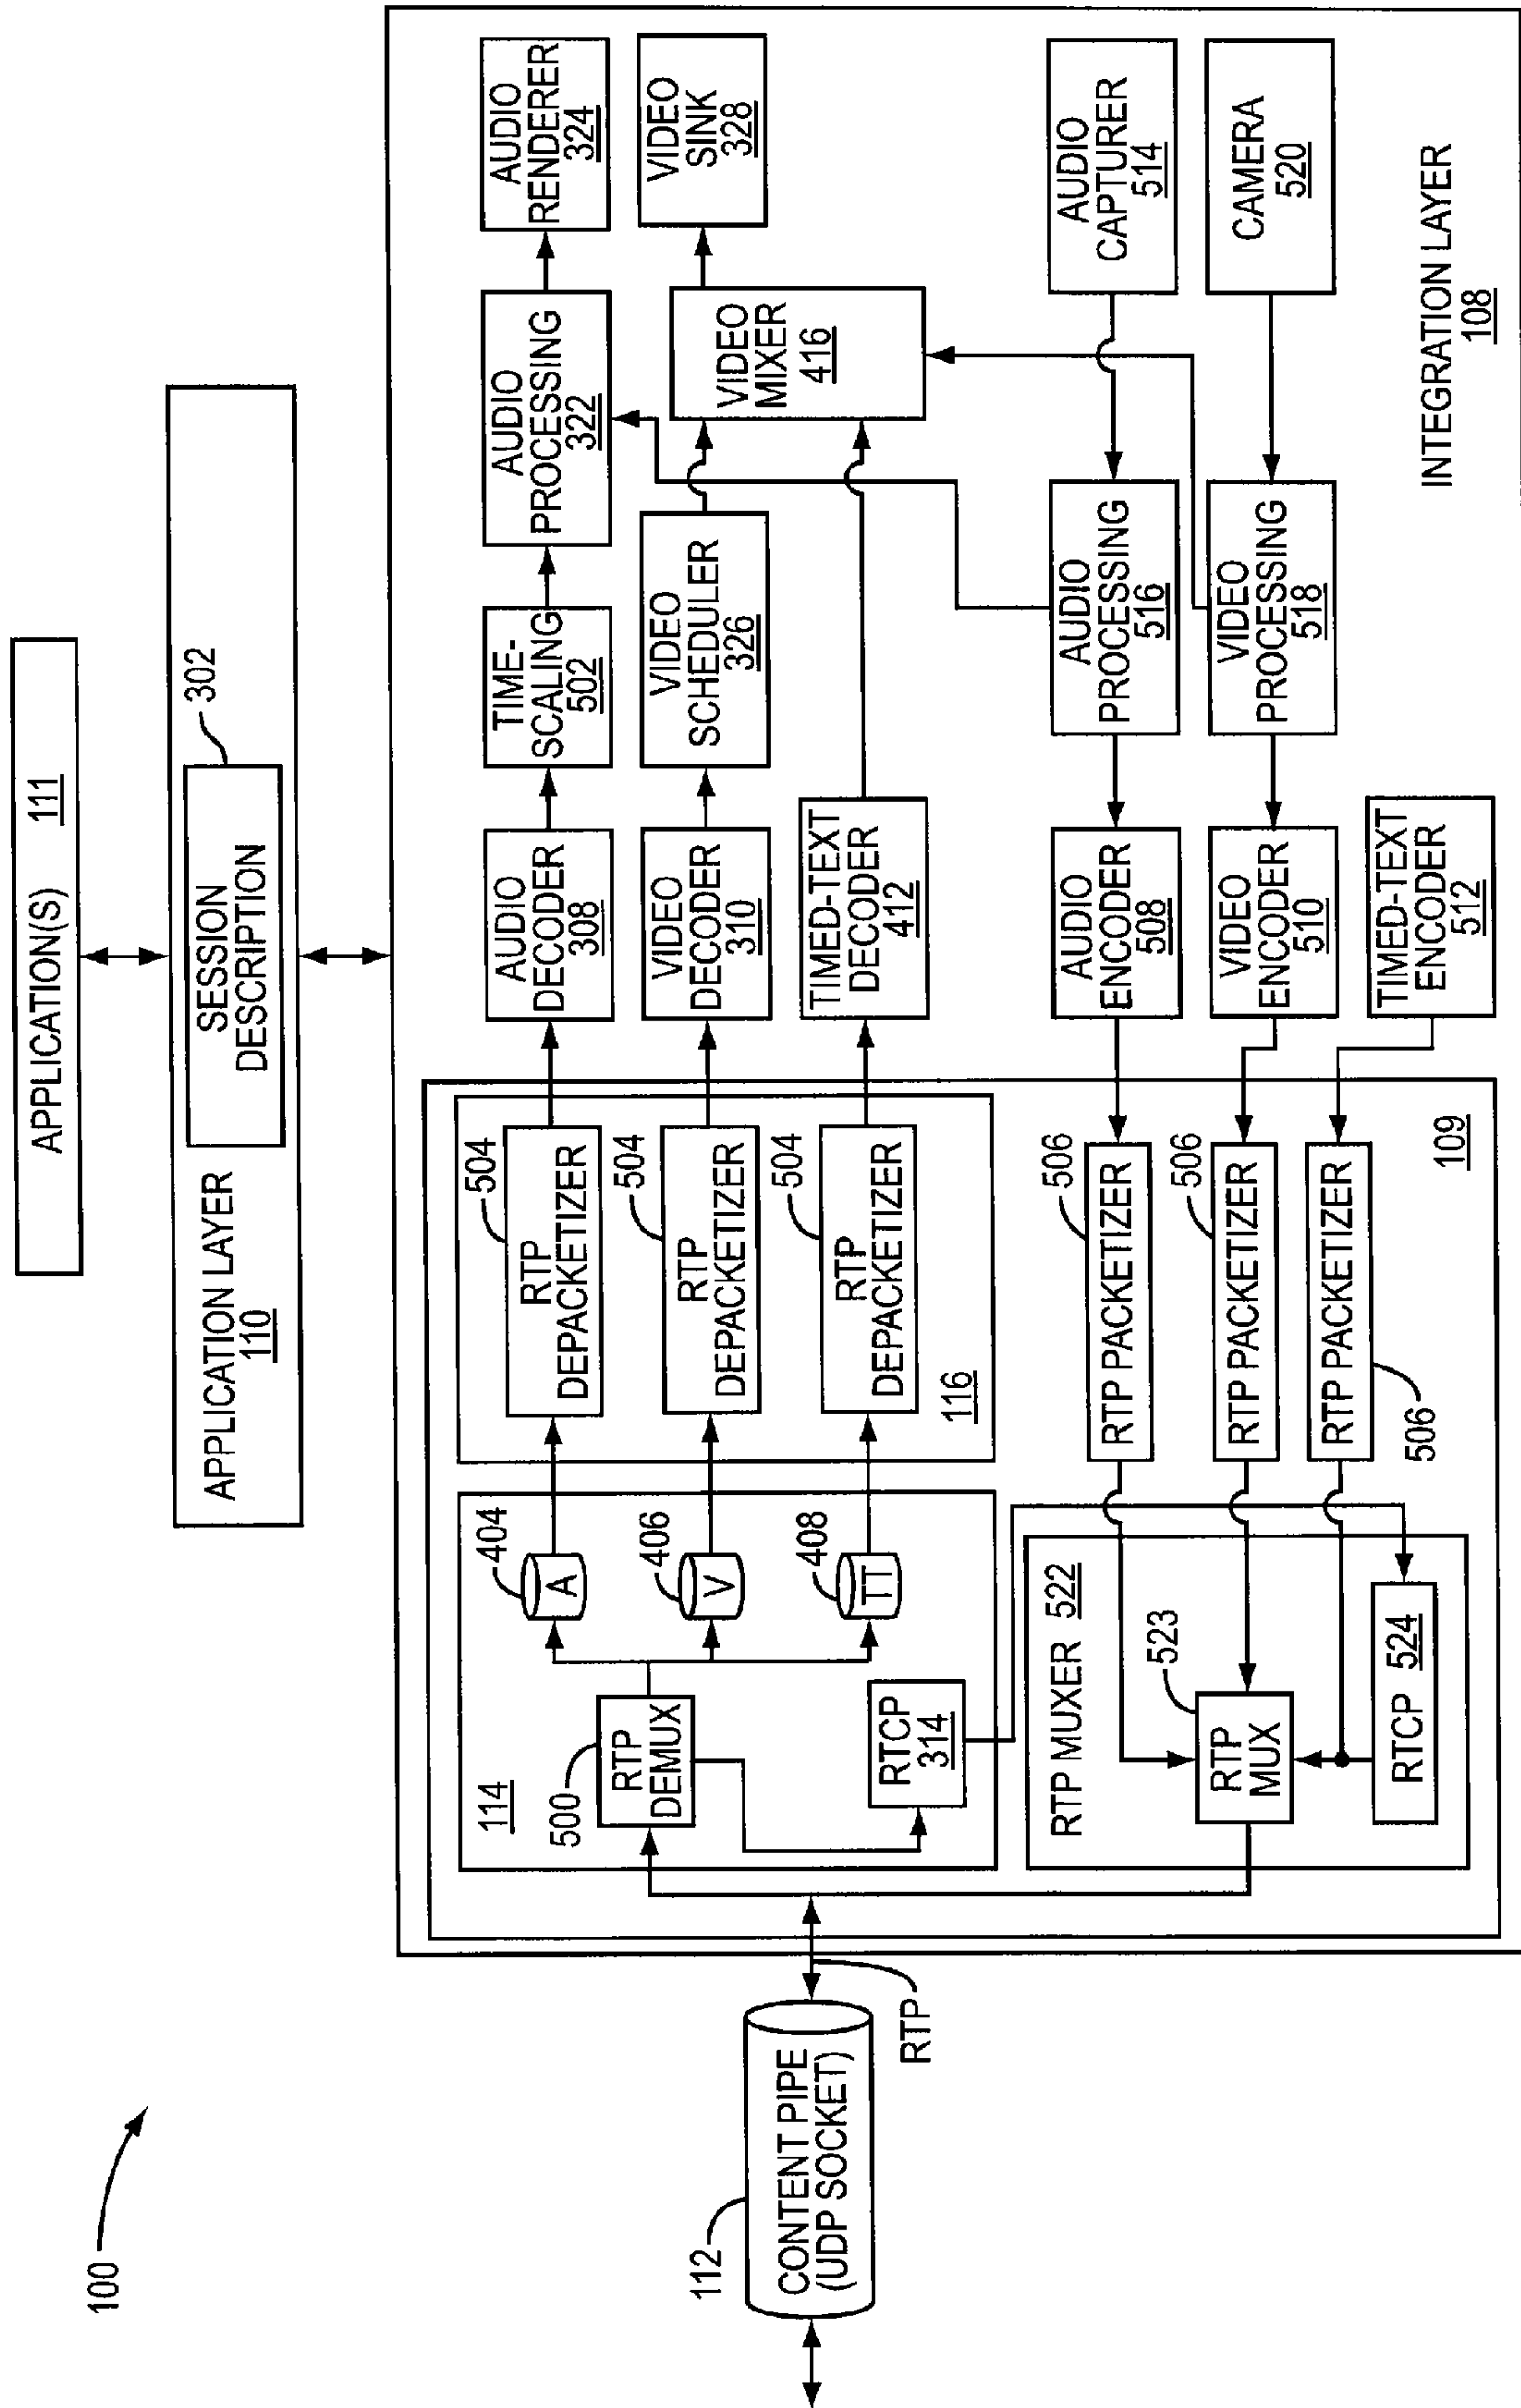 100
APPLICATION(S) 111
302
SESSION
DESCRIPTION
APPLICATION LAYER
110
112
CONTENT PIPE
(UDP SOCKET)
RTP
114
500
RTP
DEMUX
404
A
406
V
408
TT
RTCP
314
504
RTP
DEPACKETIZER
504
RTP
DEPACKETIZER
504
RTP
DEPACKETIZER
116
AUDIO
DECODER
308
TIME-
SCALING
502
AUDIO
PROCESSING
322
AUDIO
RENDERER
324
VIDEO
DECODER
310
VIDEO
SCHEDULER
326
VIDEO
MIXER
416
VIDEO
SINK
328
TIMED-TEXT
DECODER
412
RTP MUXER 522
523
RTP
MUX
RTCP 524
506
RTP PACKETIZER
506
RTP PACKETIZER
RTP PACKETIZER
506
109
AUDIO
ENCODER
508
AUDIO
PROCESSING
516
AUDIO
CAPTURER
514
VIDEO
ENCODER
510
VIDEO
PROCESSING
518
CAMERA
520
TIMED-TEXT
ENCODER
512
INTEGRATION LAYER
108